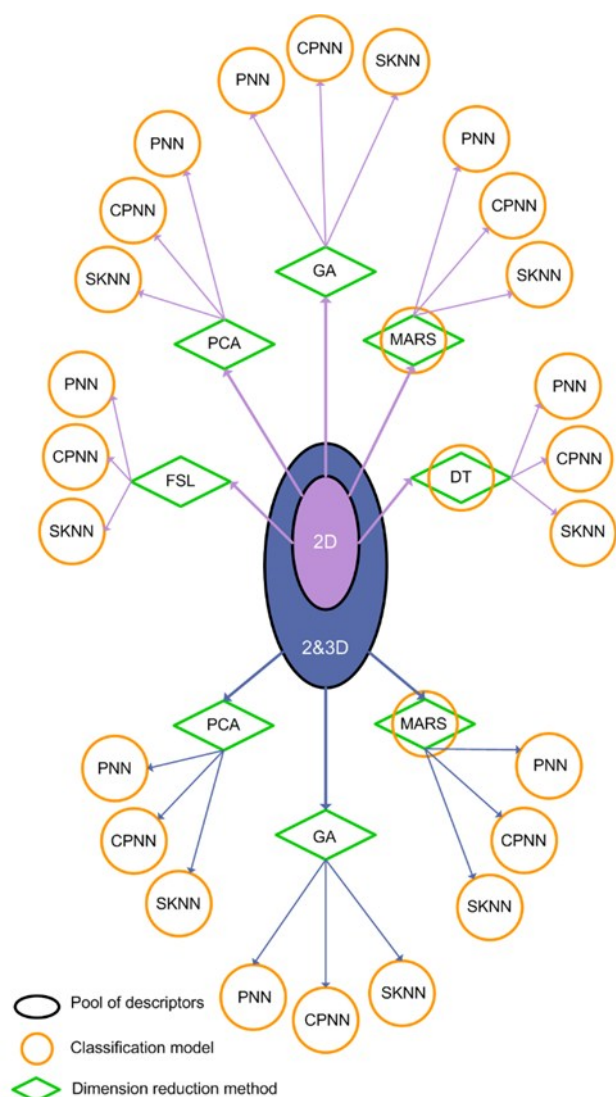 CPNN
PNN
SKNN
PNN
PNN
CPNN
CPNN
SKNN
GA
SKNN
PCA
MARS
PNN
PNN
CPNN
CPNN
FSL
DT
SKNN
SKNN
2D
2&3D
PCA
MARS
PNN
PNN
GA
CPNN
CPNN
SKNN
SKNN
PNN
SKNN
CPNN
Pool of descriptors
Classification model
Dimension reduction method